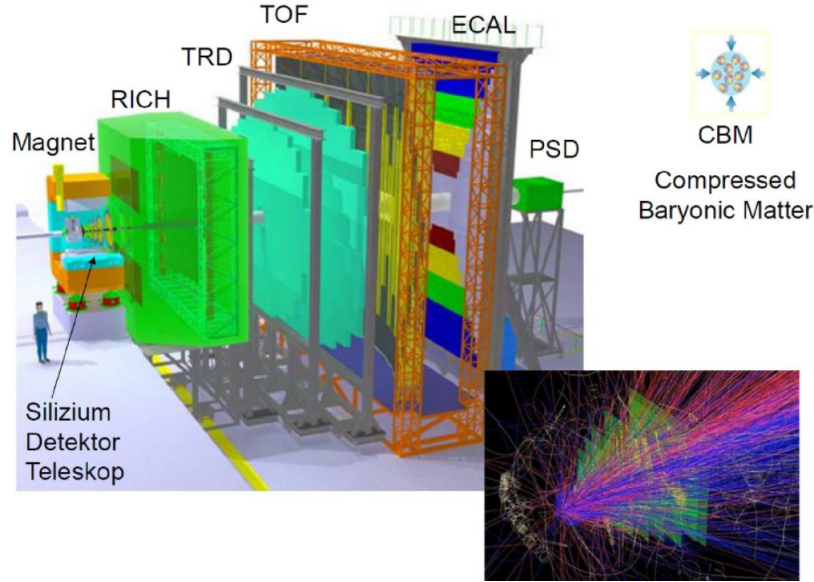 TOF
ECAL
TRD
RICH
Magnet
PSD
CBM
Compressed
Baryonic Matter
Silizium
Detektor
Teleskop